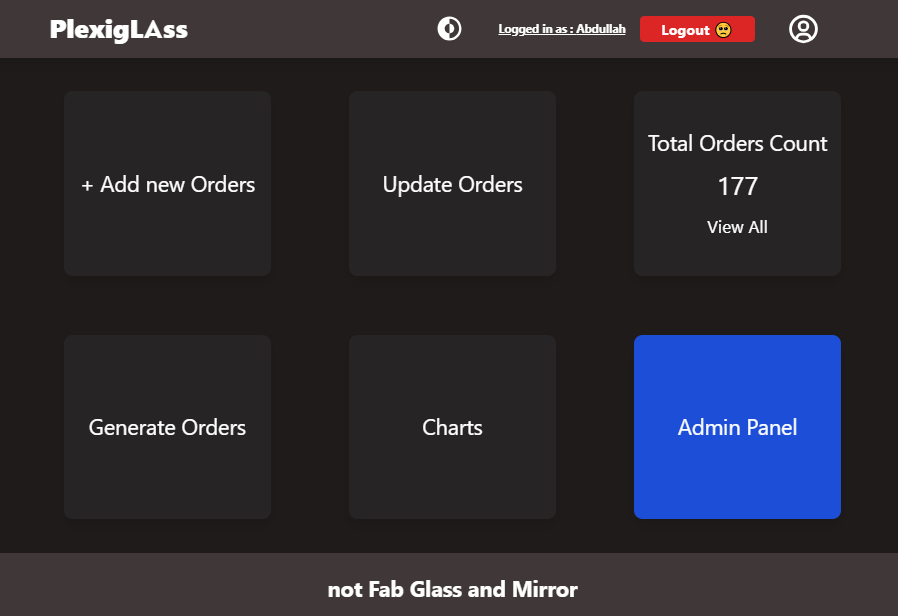 PlexigLAss
Logged in as : Abdullah
Logout 🥺
+ Add new Orders
Update Orders
Total Orders Count
177
View All
Generate Orders
Charts
Admin Panel
not Fab Glass and Mirror